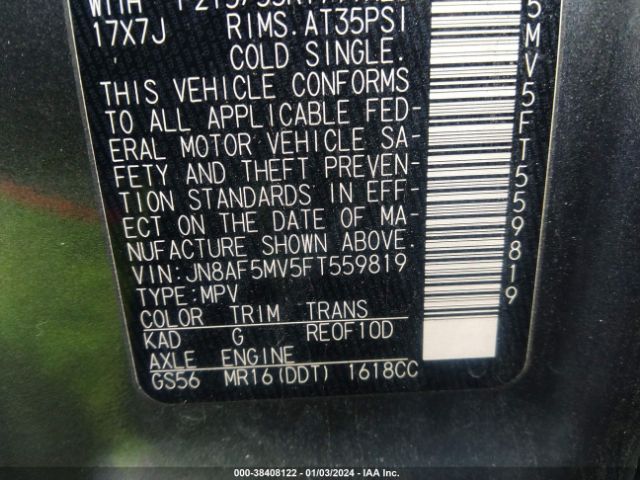 WITH
17X7J RIMS. AT35PSI
COLD SINGLE.
THIS VEHICLE CONFORMS
TO ALL APPLICABLE FED-
ERAL MOTOR VEHICLE SA-
FETY AND THEFT PREVEN-
TION STANDARDS IN EFF-
ECT ON THE DATE OF MA-
NUFACTURE SHOWN ABOVE.
VIN: JN8AF5MV5FT559819
TYPE: MPV
COLOR TRIM TRANS
KAD G RE0F10D
AXLE ENGINE
GS56 MR16(DDT) 1618CC
5MV5FT559819
000-38408122 - 01/03/2024 - IAA Inc.